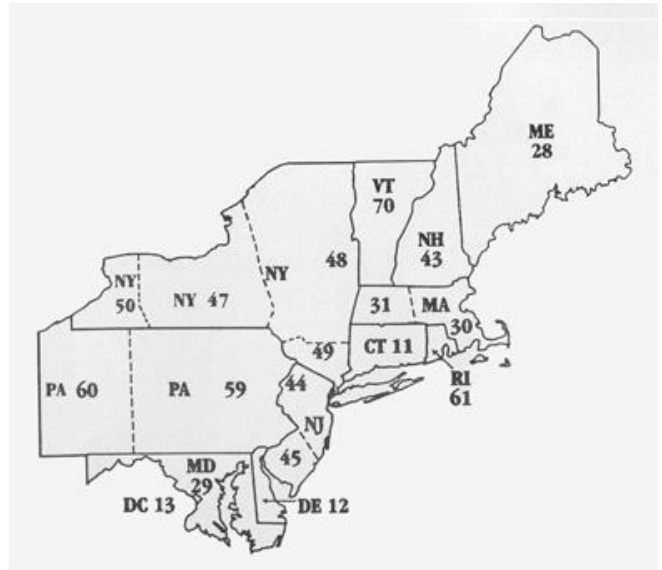 ME
28
VT
70
NH
43
NY
48
NY
50
NY 47
31
MA
30
CT 11
RI
61
49
PA 60
PA 59
44
NJ
45
MD
29
DC 13
DE 12